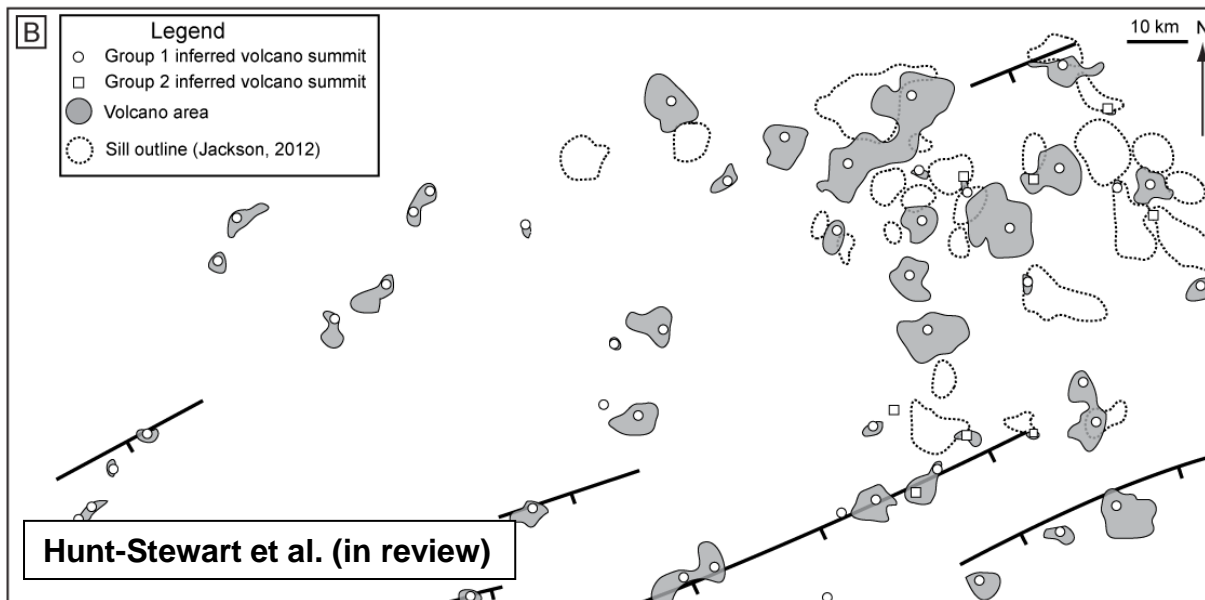 B
Legend
Group 1 inferred volcano summit
Group 2 inferred volcano summit
Volcano area
Sill outline (Jackson, 2012)
10 km
N
Hunt-Stewart et al. (in review)